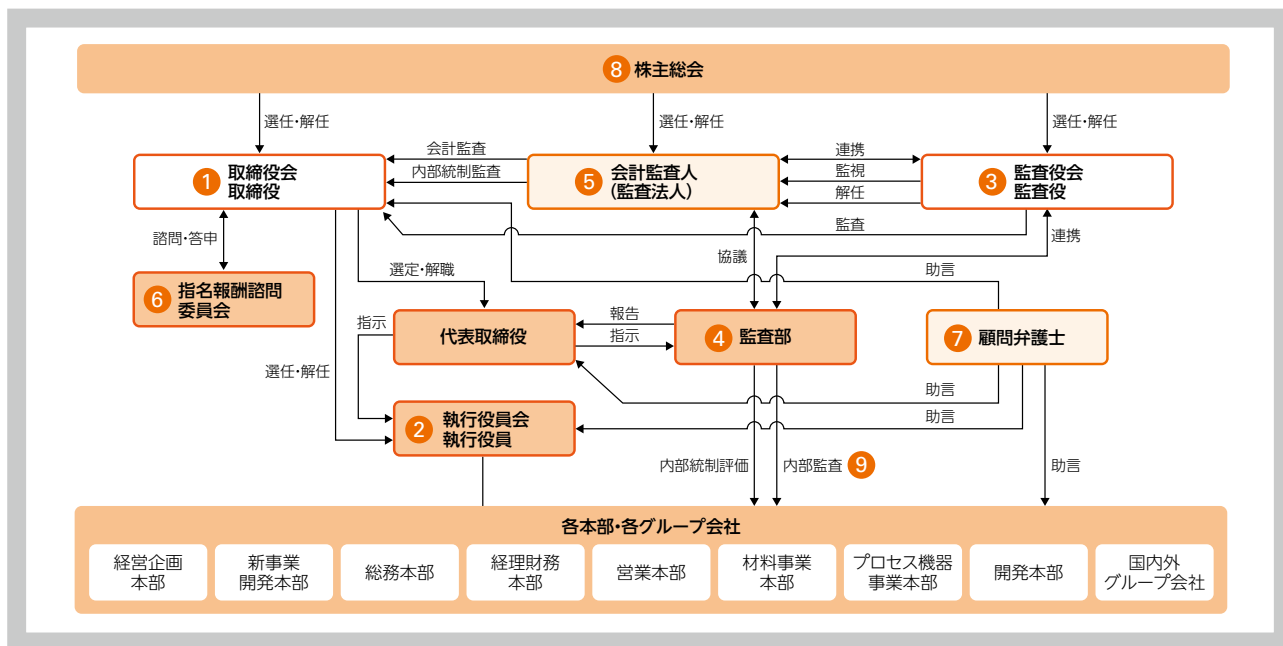 8 株主総会
選任・解任
選任・解任
選任・解任
1 取締役会
取締役
会計監査
内部統制監査
5 会計監査人
（監査法人）
連携
監視
解任
3 監査役会
監査役
監査
諮問・答申
選定・解職
協議
連携
助言
6 指名報酬諮問
委員会
指示
代表取締役
報告
指示
4 監査部
7 顧問弁護士
選任・解任
助言
2 執行役員会
執行役員
助言
内部統制評価
内部監査 9
助言
各本部・各グループ会社
経営企画
本部
新事業
開発本部
総務本部
経理財務
本部
営業本部
材料事業
本部
プロセス機器
事業本部
開発本部
国内外
グループ会社